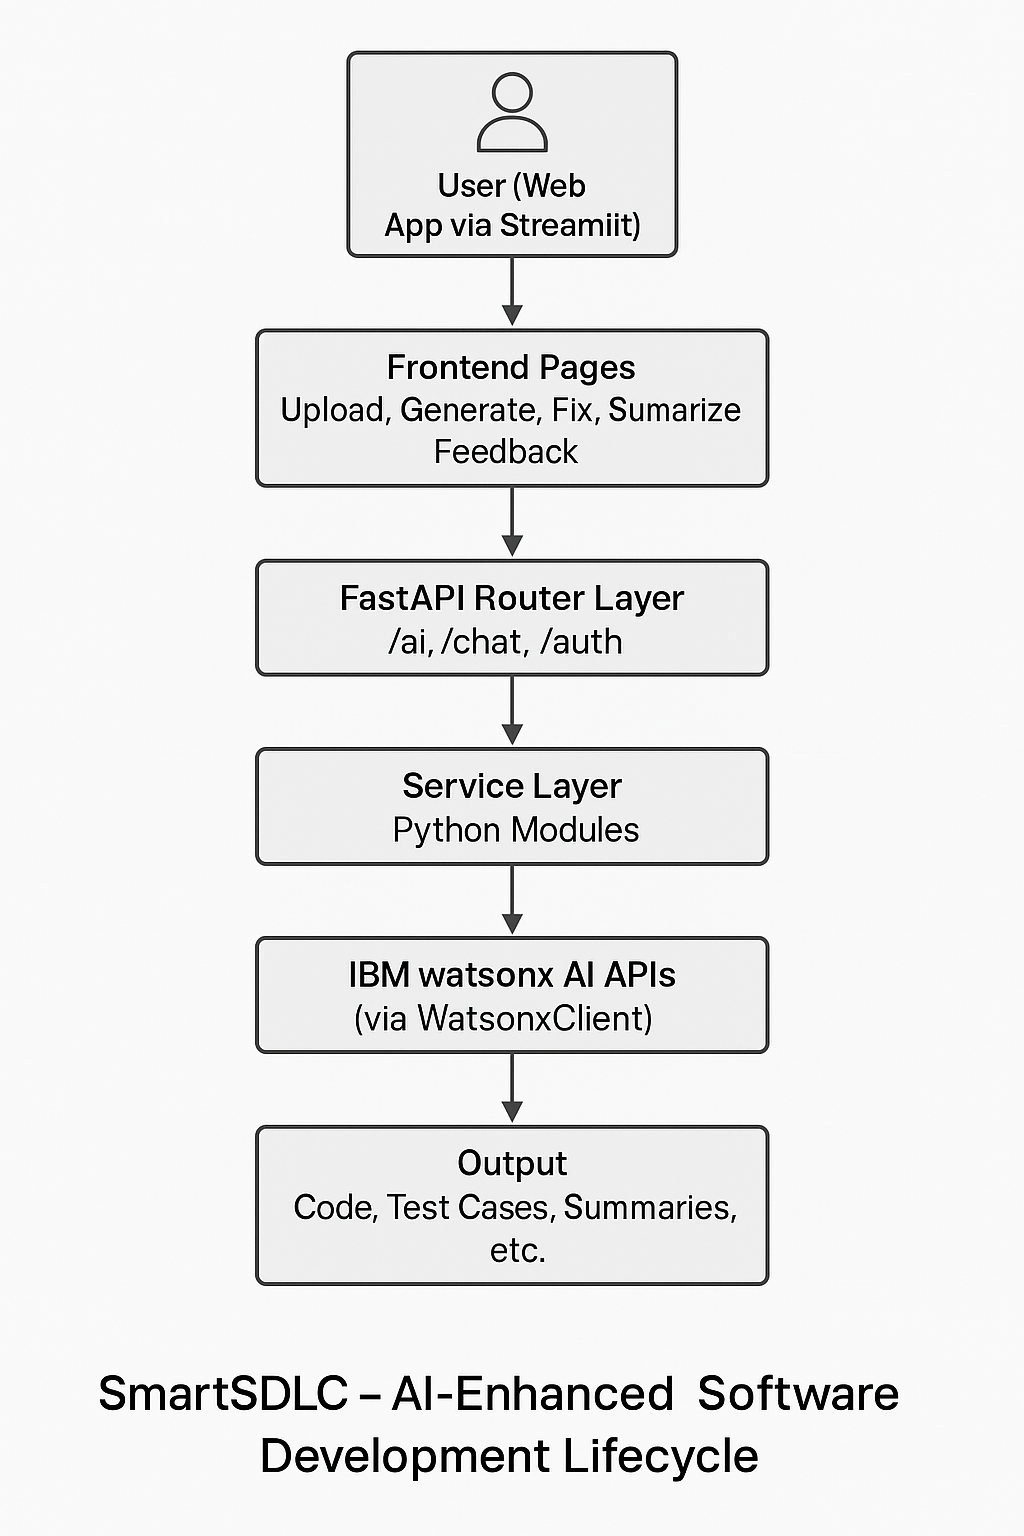 User (Web
App via Streamiit)
Frontend Pages
Upload, Generate, Fix, Sumarize
Feedback
FastAPI Router Layer
/ai, /chat, /auth
Service Layer
Python Modules
IBM watsonx AI APIs
(via WatsonxClient)
Output
Code, Test Cases, Summaries,
etc.
SmartSDLC – AI-Enhanced Software
Development Lifecycle